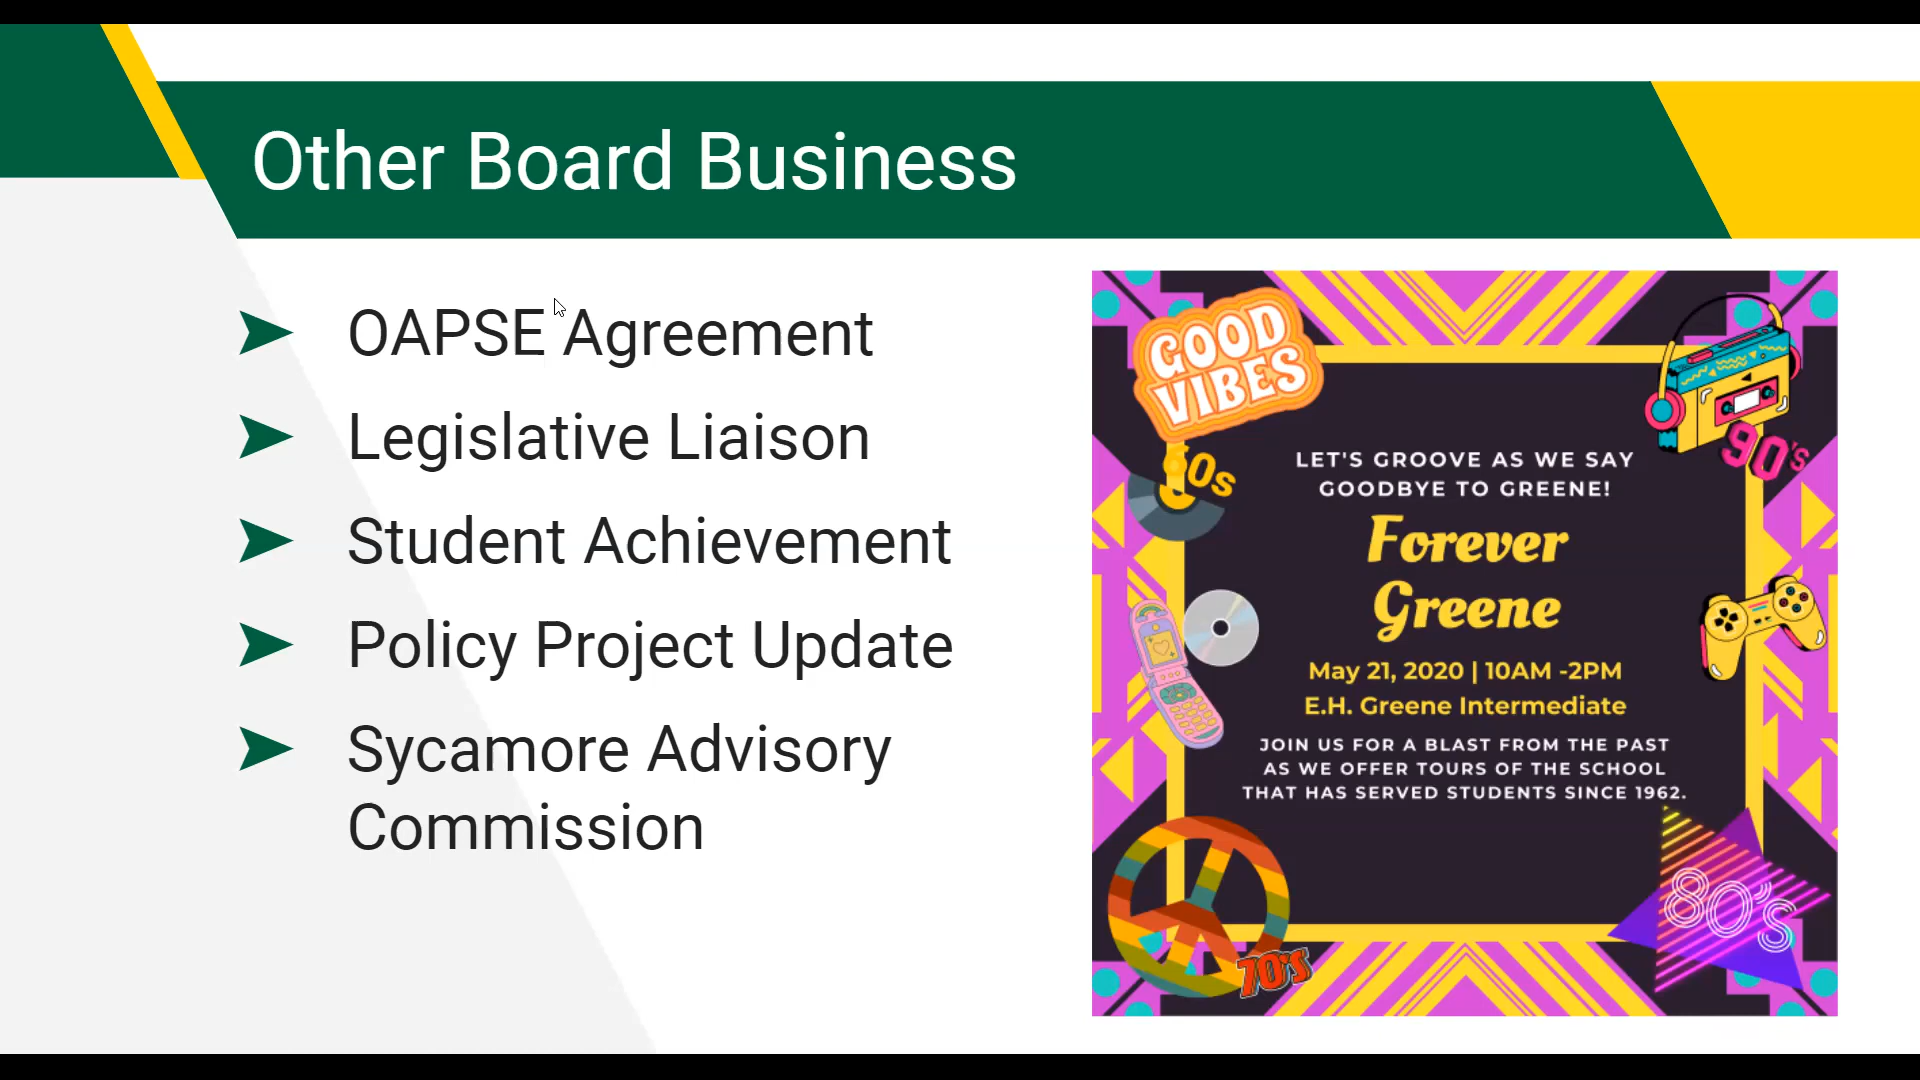 Other Board Business
OAPSE Agreement
Legislative Liaison
Student Achievement
Policy Project Update
Sycamore Advisory
Commission
GOOD
VIBES
90's
60s
LET'S GROOVE AS WE SAY
GOODBYE TO GREENE!
Forever
Greene
May 21, 2020 | 10AM -2PM
E.H. Greene Intermediate
JOIN US FOR A BLAST FROM THE PAST
AS WE OFFER TOURS OF THE SCHOOL
THAT HAS SERVED STUDENTS SINCE 1962.
80's
70's